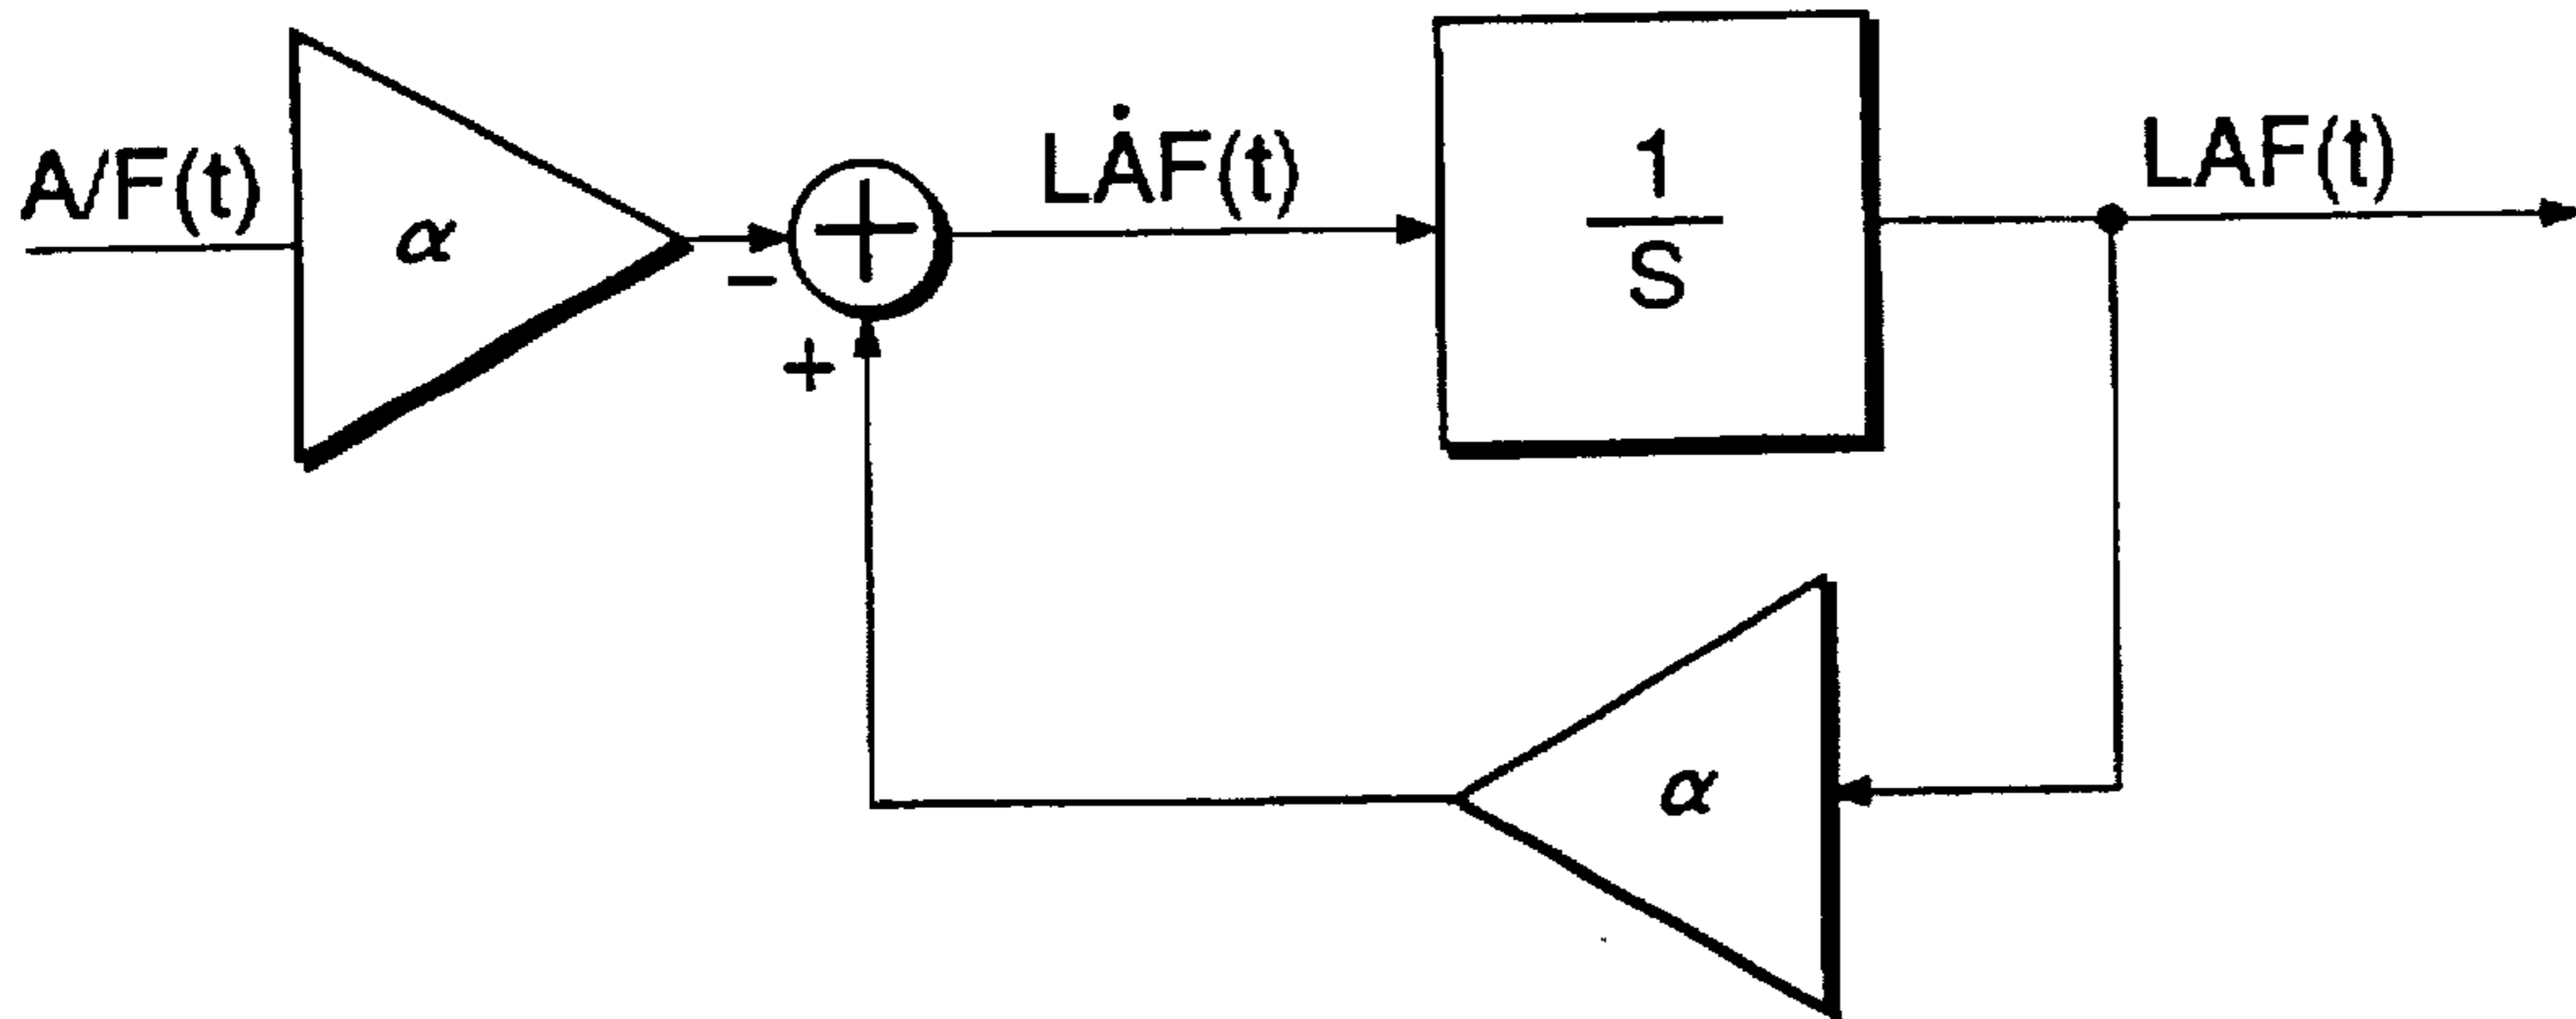 A/F(t)
α
−
+
+
LȦF(t)
1
S
LAF(t)
α